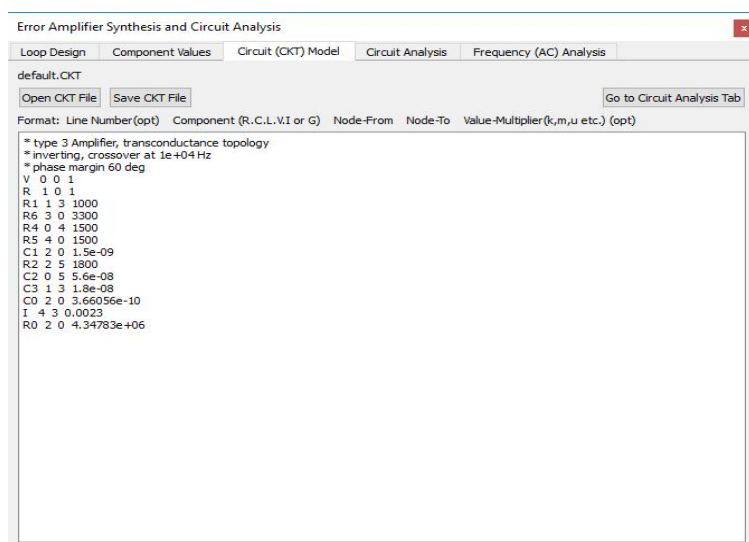 Error Amplifier Synthesis and Circuit Analysis
x
Loop Design Component Values Circuit (CKT) Model Circuit Analysis Frequency (AC) Analysis
default.CKT
Open CKT File Save CKT File Go to Circuit Analysis Tab
Format: Line Number(opt) Component (R.C.L.V.I or G) Node-From Node-To Value-Multiplier(k,m,u etc.) (opt)
* type 3 Amplifier, transconductance topology
* inverting, crossover at 1e+04 Hz
* phase margin 60 deg
V 0 0 1
R 1 0 1
R1 1 3 1000
R6 3 0 3300
R4 0 4 1500
R5 4 0 1500
C1 2 0 1.5e-09
R2 2 5 1800
C2 0 5 5.6e-08
C3 1 3 1.8e-08
C0 2 0 3.66056e-10
I 4 3 0.0023
R0 2 0 4.34783e+06